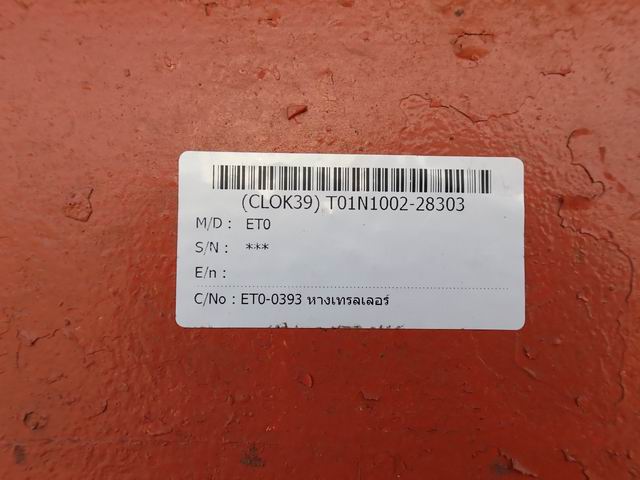 (CLOK39) T01N1002-28303
M/D : ET0
S/N : ***
E/n :
C/No : ET0-0393 หางเทรลเลอร์